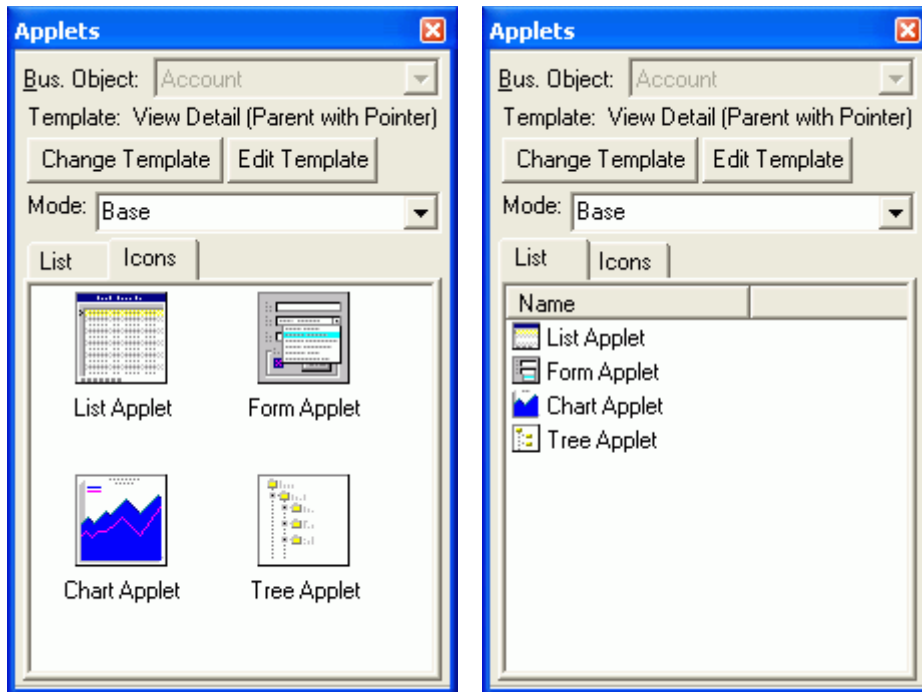 Applets
Bus. Object: Account
Template: View Detail (Parent with Pointer)
Change Template Edit Template
Mode: Base
List Icons
List Applet Form Applet
Chart Applet Tree Applet
Applets
Bus. Object: Account
Template: View Detail (Parent with Pointer)
Change Template Edit Template
Mode: Base
List Icons
Name
List Applet
Form Applet
Chart Applet
Tree Applet